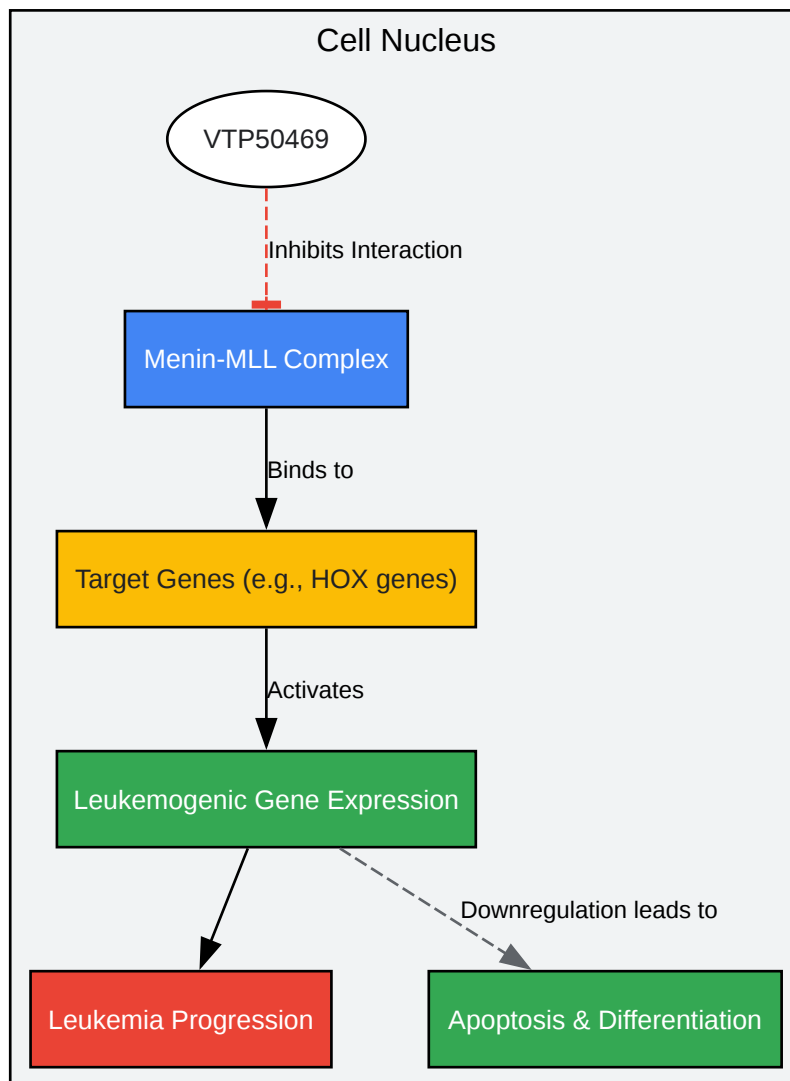 Cell Nucleus
VTP50469
Inhibits Interaction
Menin-MLL Complex
Binds to
Target Genes (e.g., HOX genes)
Activates
Leukemogenic Gene Expression
Downregulation leads to
Leukemia Progression
Apoptosis & Differentiation